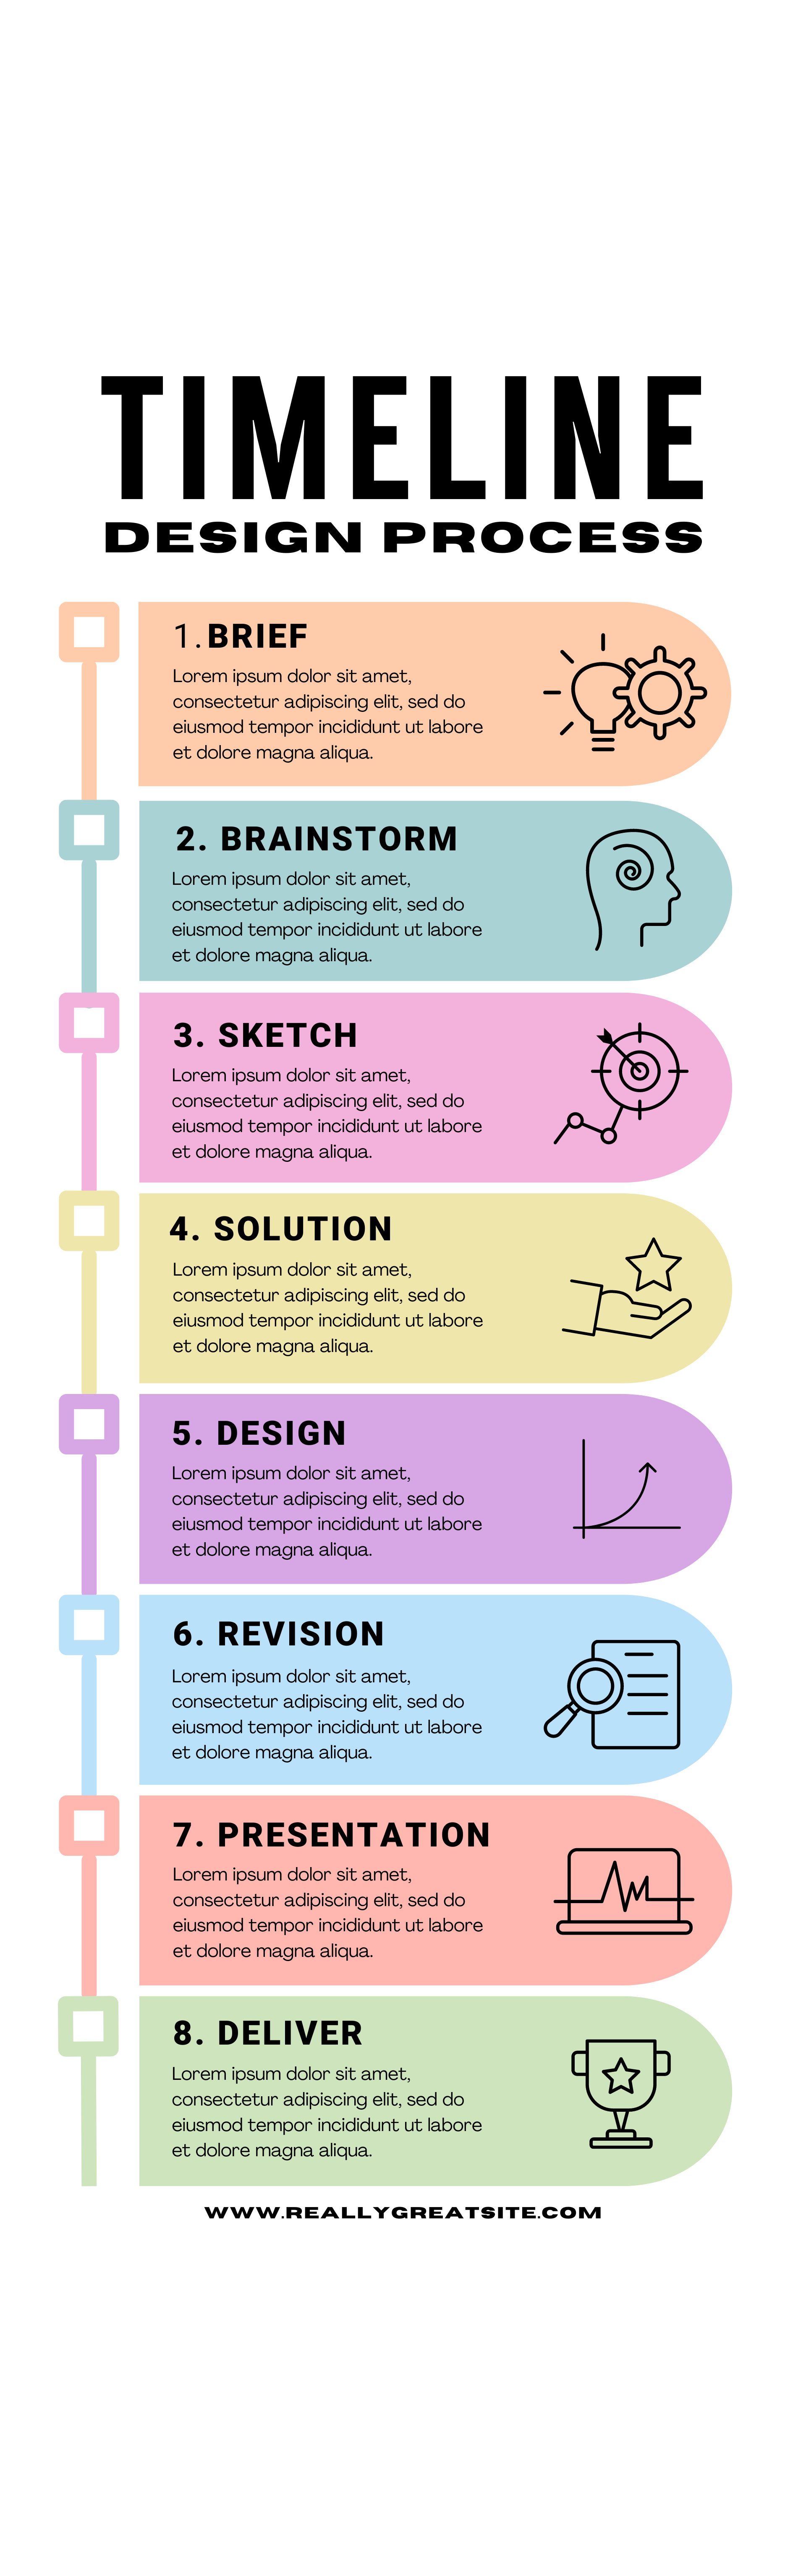 TIMELINE
DESIGN PROCESS
1. BRIEF
Lorem ipsum dolor sit amet,
consectetur adipiscing elit, sed do
eiusmod tempor incididunt ut labore
et dolore magna aliqua.
2. BRAINSTORM
Lorem ipsum dolor sit amet,
consectetur adipiscing elit, sed do
eiusmod tempor incididunt ut labore
et dolore magna aliqua.
3. SKETCH
Lorem ipsum dolor sit amet,
consectetur adipiscing elit, sed do
eiusmod tempor incididunt ut labore
et dolore magna aliqua.
4. SOLUTION
Lorem ipsum dolor sit amet,
consectetur adipiscing elit, sed do
eiusmod tempor incididunt ut labore
et dolore magna aliqua.
5. DESIGN
Lorem ipsum dolor sit amet,
consectetur adipiscing elit, sed do
eiusmod tempor incididunt ut labore
et dolore magna aliqua.
6. REVISION
Lorem ipsum dolor sit amet,
consectetur adipiscing elit, sed do
eiusmod tempor incididunt ut labore
et dolore magna aliqua.
7. PRESENTATION
Lorem ipsum dolor sit amet,
consectetur adipiscing elit, sed do
eiusmod tempor incididunt ut labore
et dolore magna aliqua.
8. DELIVER
Lorem ipsum dolor sit amet,
consectetur adipiscing elit, sed do
eiusmod tempor incididunt ut labore
et dolore magna aliqua.
WWW.REALLYGREATSITE.COM